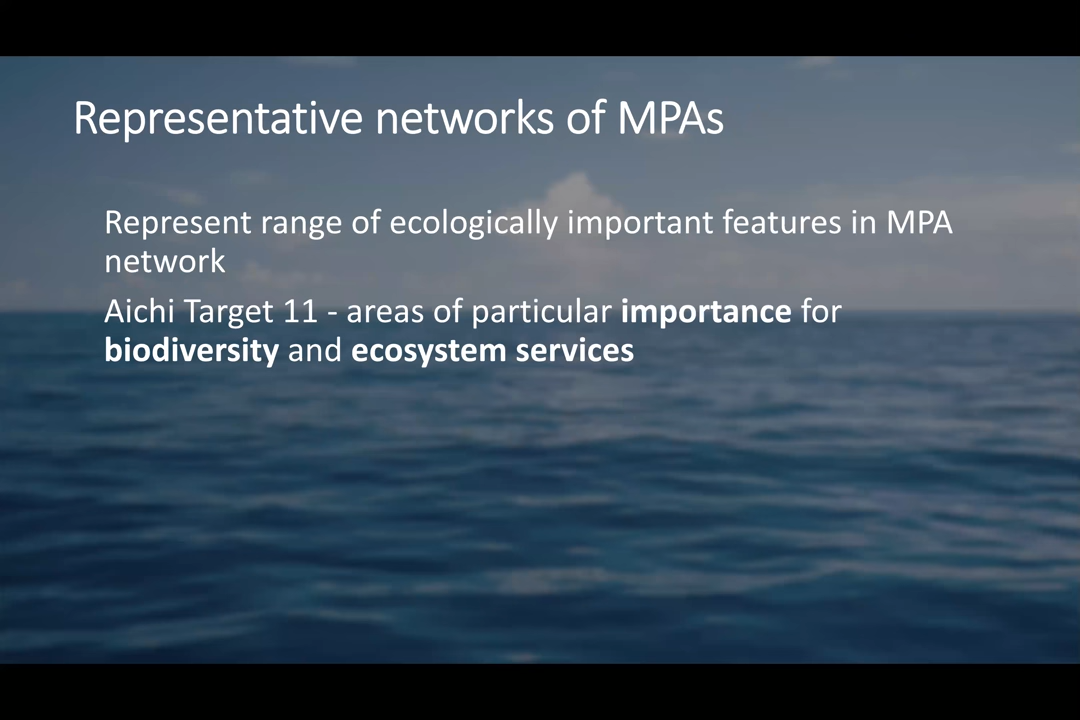 Representative networks of MPAs
Represent range of ecologically important features in MPA
network
Aichi Target 11 - areas of particular importance for
biodiversity and ecosystem services